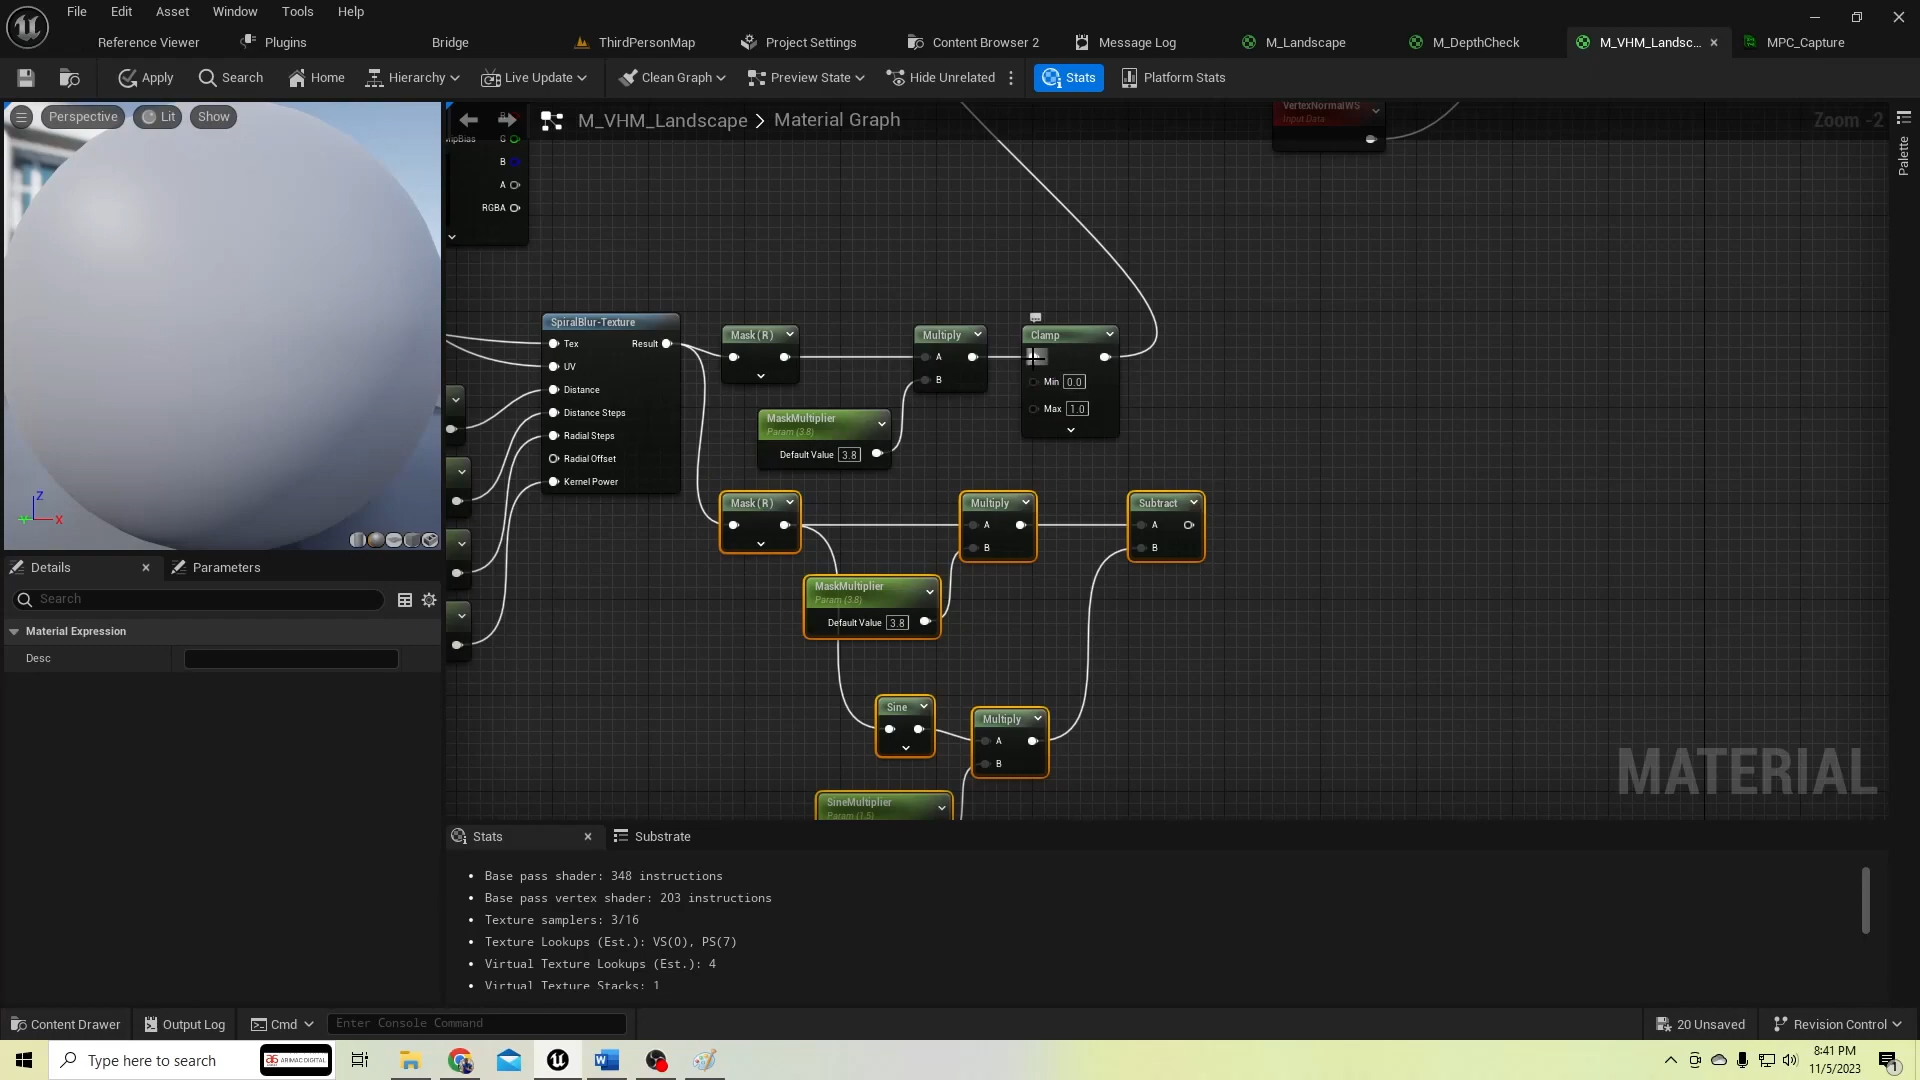 File Edit Asset Window Tools Help
Reference Viewer Plugins Bridge ThirdPersonMap Project Settings Content Browser 2 Message Log M_Landscape M_DepthCheck M_VHM_Landsc... MPC_Capture
Apply Search Home Hierarchy Live Update Clean Graph Preview State Hide Unrelated Stats Platform Stats
Perspective Lit Show
M_VHM_Landscape > Material Graph
Zoom -2
VertexNormalWS
Input Data
Palette
G
B
A
RGBA
SpiralBlur-Texture
Tex Result
UV
Distance
Distance Steps
Radial Steps
Radial Offset
Kernel Power
Mask ( R )
Multiply
A
B
Clamp
Min 0.0
Max 1.0
MaskMultiplier
Param (3.8)
Default Value 3.8
Mask ( R )
Multiply
A
B
Subtract
A
B
MaskMultiplier
Param (3.8)
Default Value 3.8
Sine
Multiply
A
B
SineMultiplier
Param (1.5)
MATERIAL
Z
Y X
Details Parameters
Search
Material Expression
Desc
Stats Substrate
• Base pass shader: 348 instructions
• Base pass vertex shader: 203 instructions
• Texture samplers: 3/16
• Texture Lookups (Est.): VS(0), PS(7)
• Virtual Texture Lookups (Est.): 4
• Virtual Texture Stacks: 1
Content Drawer Output Log Cmd Enter Console Command 20 Unsaved Revision Control
Type here to search ARIMAC DIGITAL
8:41 PM
11/5/2023
1